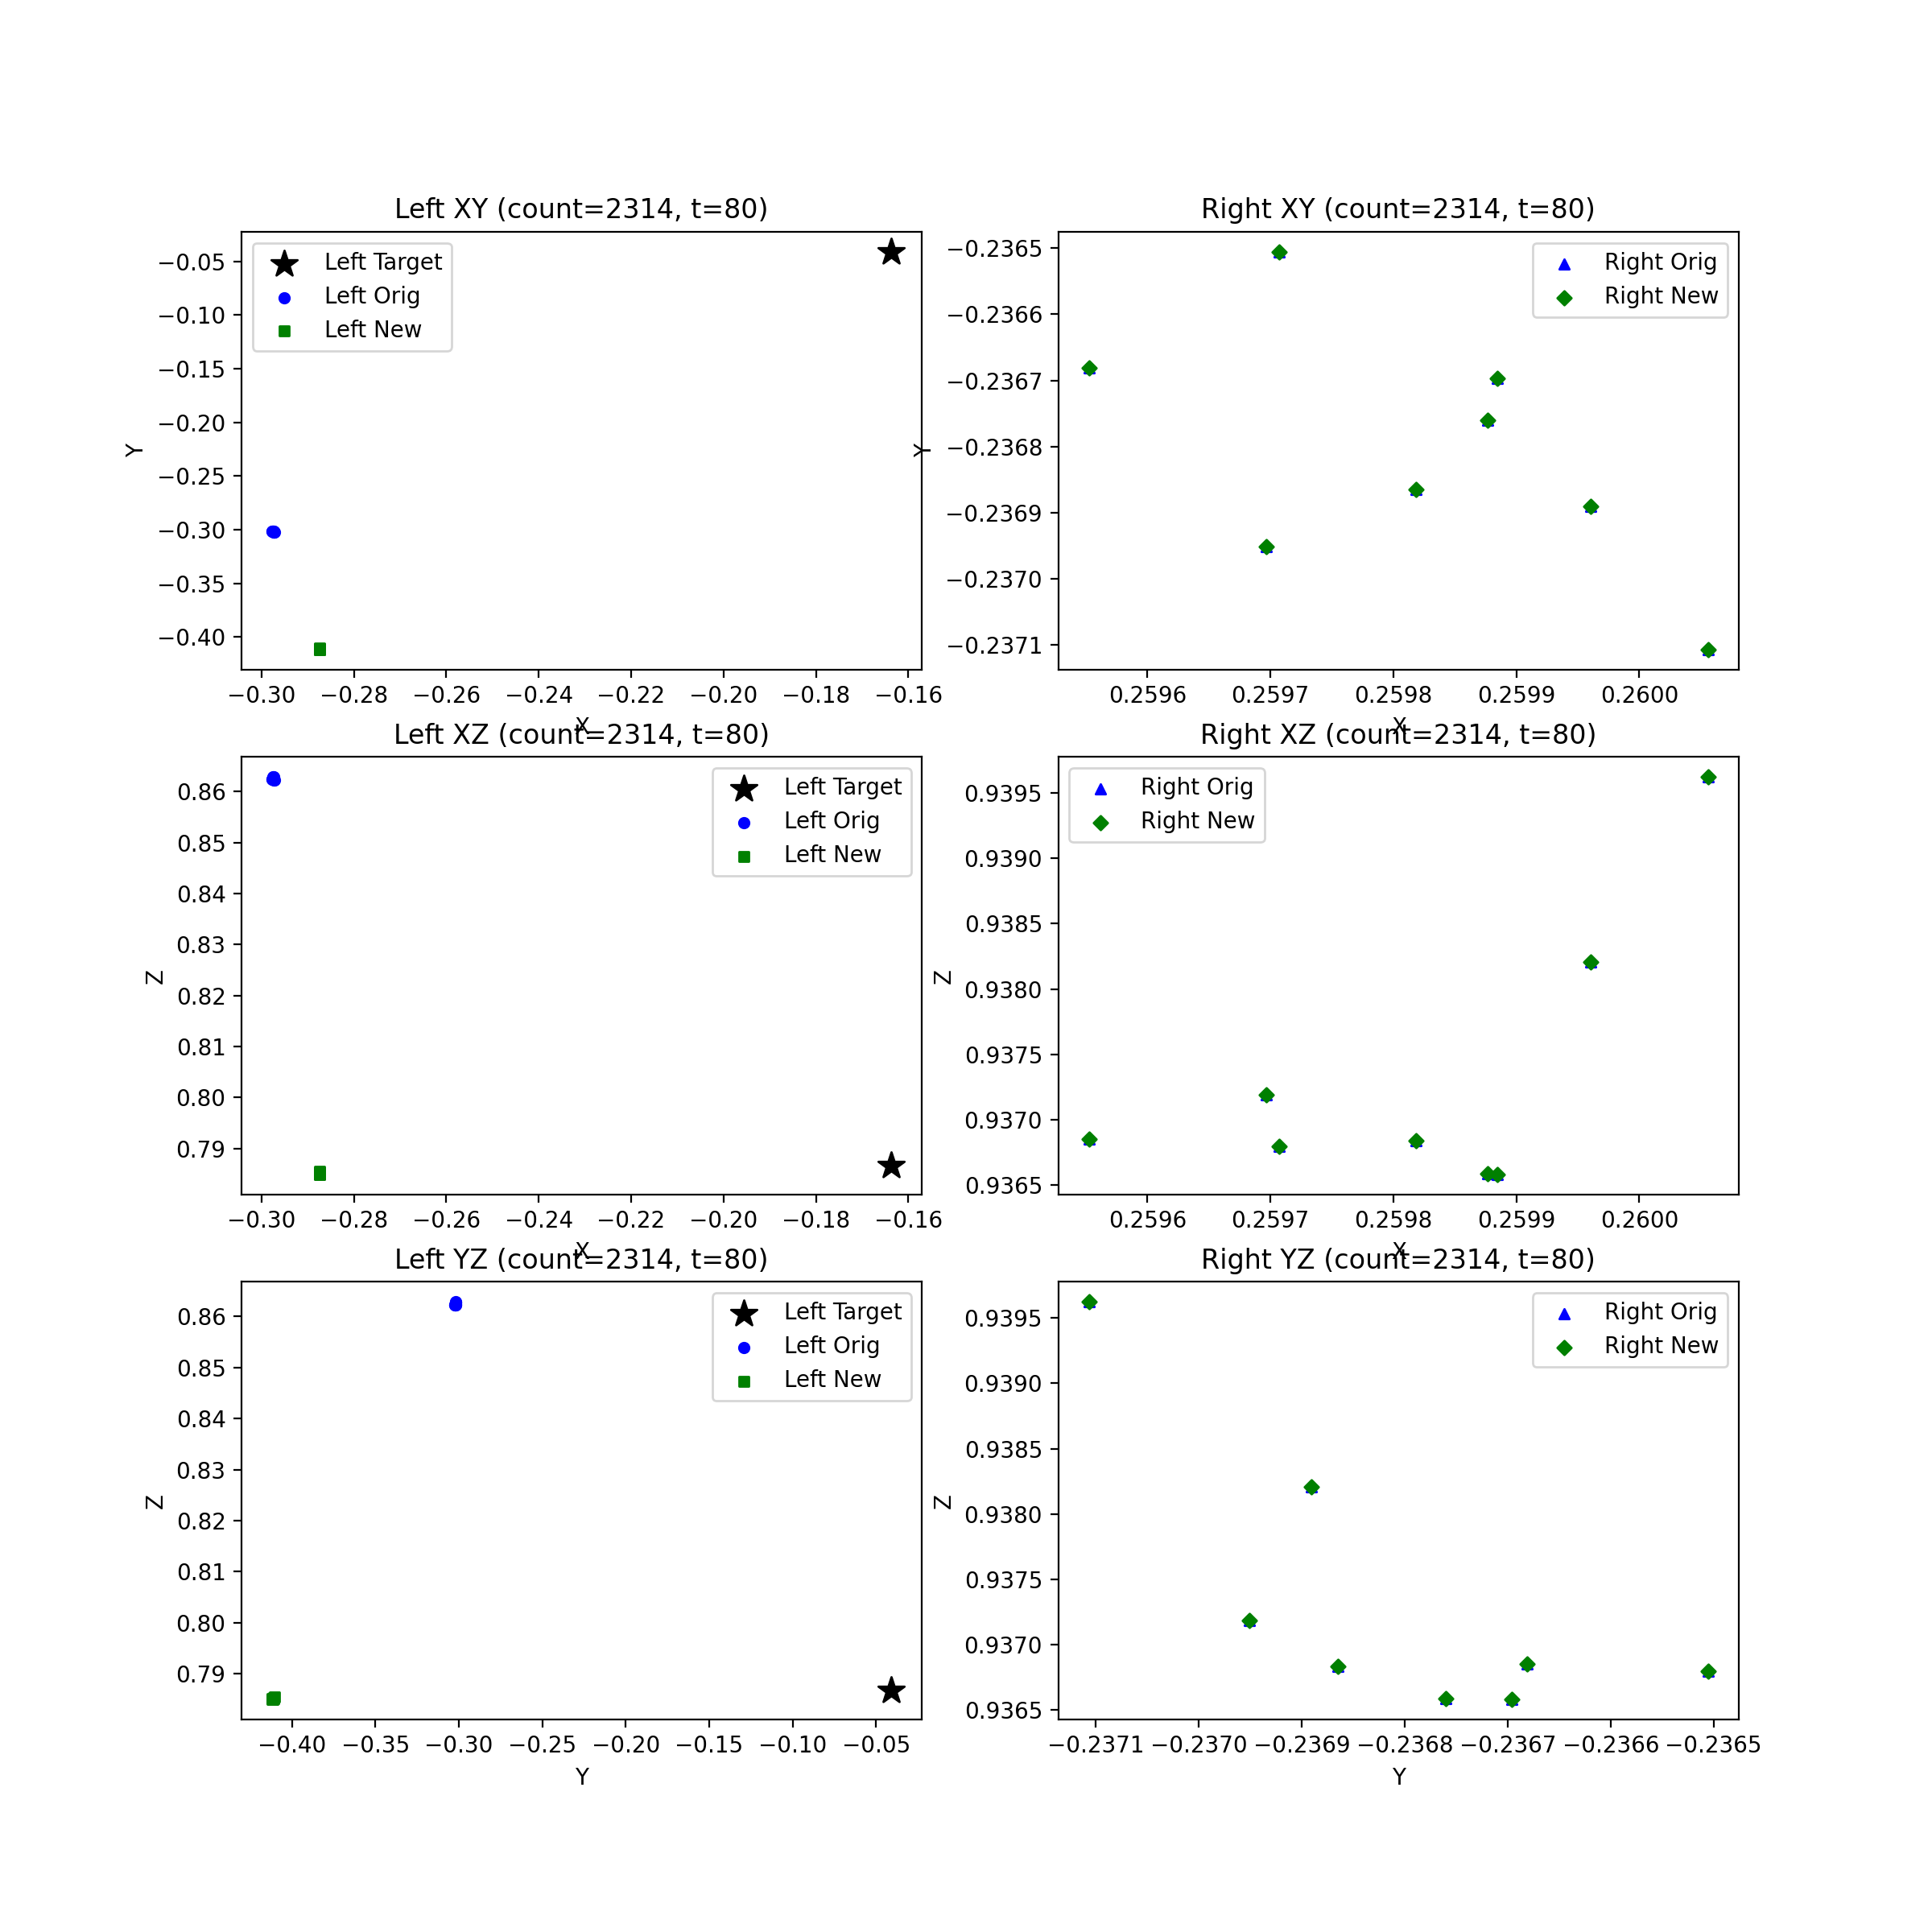 Left XY (count=2314, t=80)
Left Target
Left Orig
Left New
−0.05
−0.10
−0.15
−0.20
−0.25
−0.30
−0.35
−0.40
Y
−0.30 −0.28 −0.26 −0.24 −0.22 −0.20 −0.18 −0.16
X
Right XY (count=2314, t=80)
Right Orig
Right New
−0.2365
−0.2366
−0.2367
−0.2368
−0.2369
−0.2370
−0.2371
Y
0.2596 0.2597 0.2598 0.2599 0.2600
X
Left XZ (count=2314, t=80)
Left Target
Left Orig
Left New
0.86
0.85
0.84
0.83
0.82
0.81
0.80
0.79
Z
−0.30 −0.28 −0.26 −0.24 −0.22 −0.20 −0.18 −0.16
X
Right XZ (count=2314, t=80)
Right Orig
Right New
0.9395
0.9390
0.9385
0.9380
0.9375
0.9370
0.9365
Z
0.2596 0.2597 0.2598 0.2599 0.2600
X
Left YZ (count=2314, t=80)
Left Target
Left Orig
Left New
0.86
0.85
0.84
0.83
0.82
0.81
0.80
0.79
Z
−0.40 −0.35 −0.30 −0.25 −0.20 −0.15 −0.10 −0.05
Y
Right YZ (count=2314, t=80)
Right Orig
Right New
0.9395
0.9390
0.9385
0.9380
0.9375
0.9370
0.9365
Z
−0.2371 −0.2370 −0.2369 −0.2368 −0.2367 −0.2366 −0.2365
Y